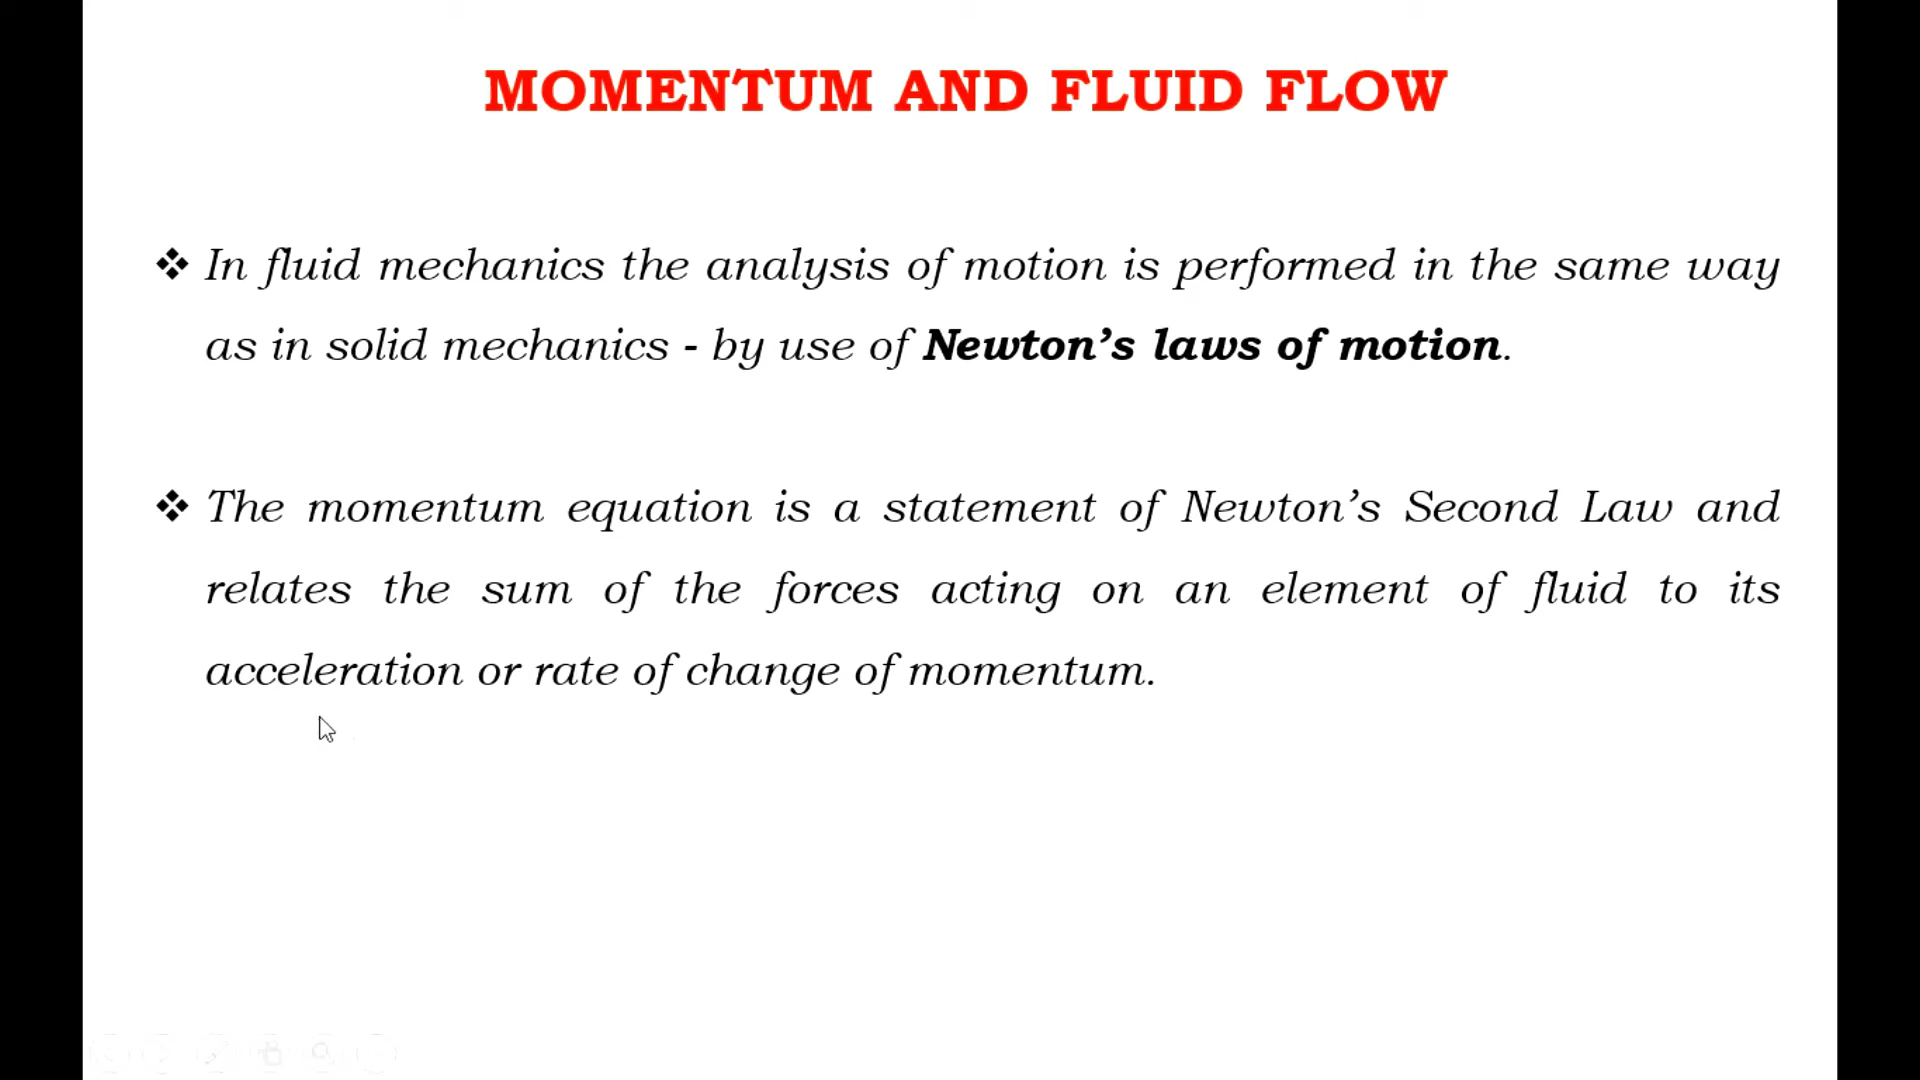 MOMENTUM AND FLUID FLOW
❖ In fluid mechanics the analysis of motion is performed in the same way
as in solid mechanics - by use of Newton’s laws of motion.
❖ The momentum equation is a statement of Newton’s Second Law and
relates the sum of the forces acting on an element of fluid to its
acceleration or rate of change of momentum.